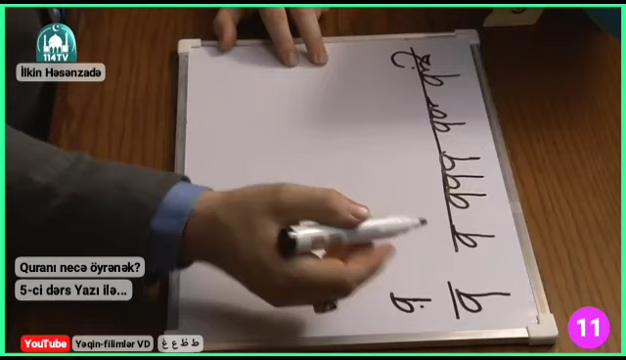 114TV
İlkin Həsənzadə
ط
ظ
Quranı necə öyrənək?
5-ci dərs Yazı ilə...
YouTube Yəqin-filimlər VD ط ظ ع غ
11